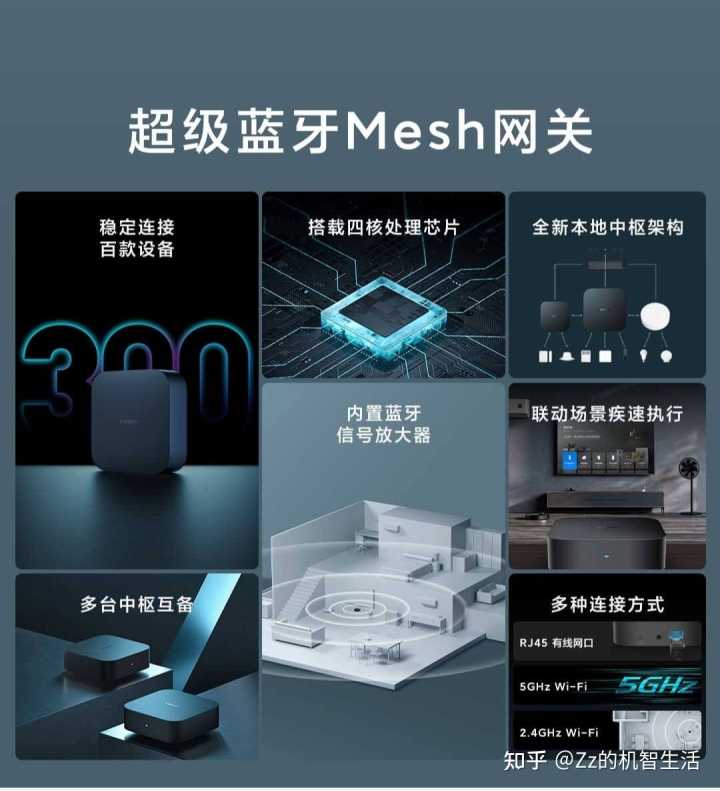 超级蓝牙Mesh网关
稳定连接
百款设备
300
搭载四核处理芯片
全新本地中枢架构
内置蓝牙
信号放大器
联动场景疾速执行
多台中枢互备
多种连接方式
RJ45 有线网口
5GHz Wi-Fi
5GHz
2.4GHz Wi-Fi
知乎 @Zz的机智生活